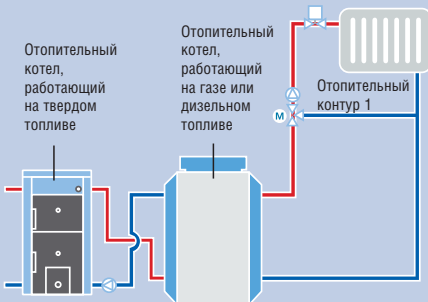 Отопительный
котел,
работающий
на твердом
топливе
Отопительный
котел,
работающий
на газе или
дизельном
топливе
Отопительный
контур 1
M